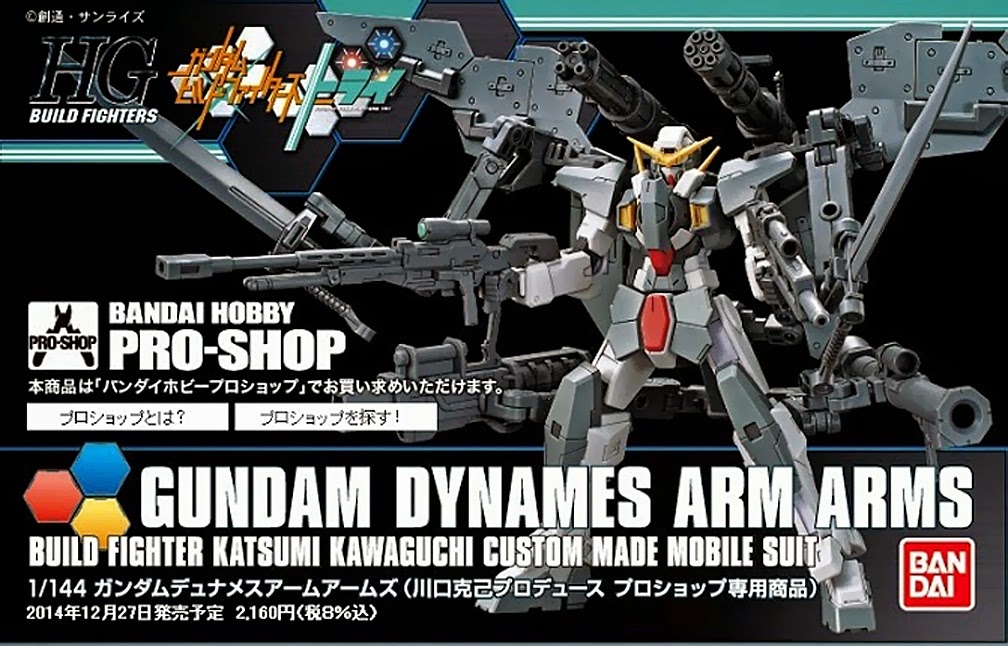 ©創通・サンライズ
HG
BUILD FIGHTERS
ガンダム
ビルドファイターズ
トライ
PRO-SHOP
BANDAI HOBBY
PRO-SHOP
本商品は「バンダイホビープロショップ」でお買い求めいただけます。
プロショップとは?
プロショップを探す!
GUNDAM DYNAMES ARM ARMS
BUILD FIGHTER KATSUMI KAWAGUCHI CUSTOM MADE MOBILE SUIT
1/144 ガンダムデュナメスアームアームズ（川口克己プロデュース プロショップ専用商品）
2014年12月27日発売予定 2,160円(税8%込)
BAN
DAI